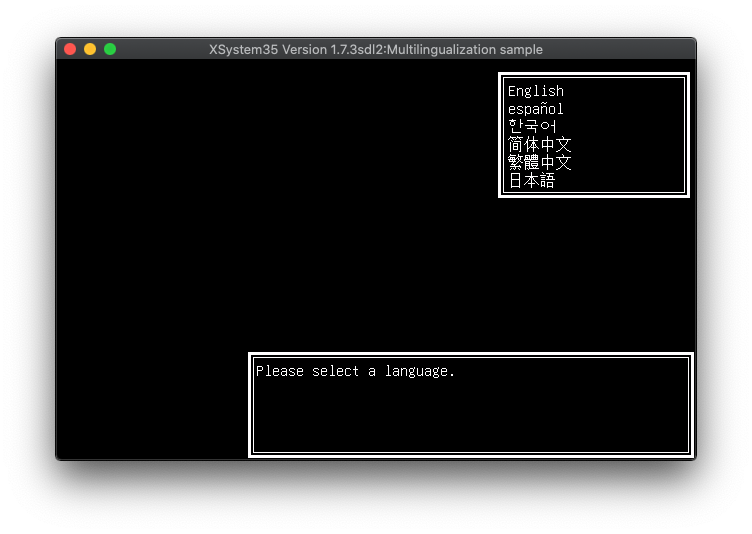 XSystem35 Version 1.7.3sdl2:Multilingualization sample
English
español
한국어
简体中文
繁體中文
日本語
Please select a language.